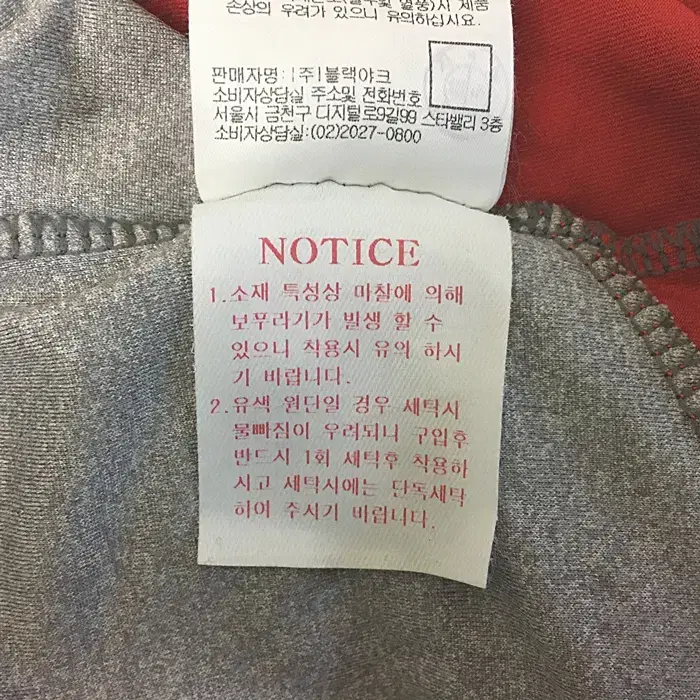 시 제품
손상의 우려가 있으니 유의하십시요.
판매자명: (주)블랙야크
소비자상담실 주소및 전화번호
서울시 금천구 디지털로9길99 스타밸리 3층
소비자상담실:(02)2027-0800
NOTICE
1. 소재 특성상 마찰에 의해
보푸라기가 발생 할 수
있으니 착용시 유의 하시
기 바랍니다.
2. 유색 원단일 경우 세탁시
물빠짐이 우려되니 구입후
반드시 1회 세탁후 착용하
시고 세탁시에는 단독세탁
하여 주시기 바랍니다.